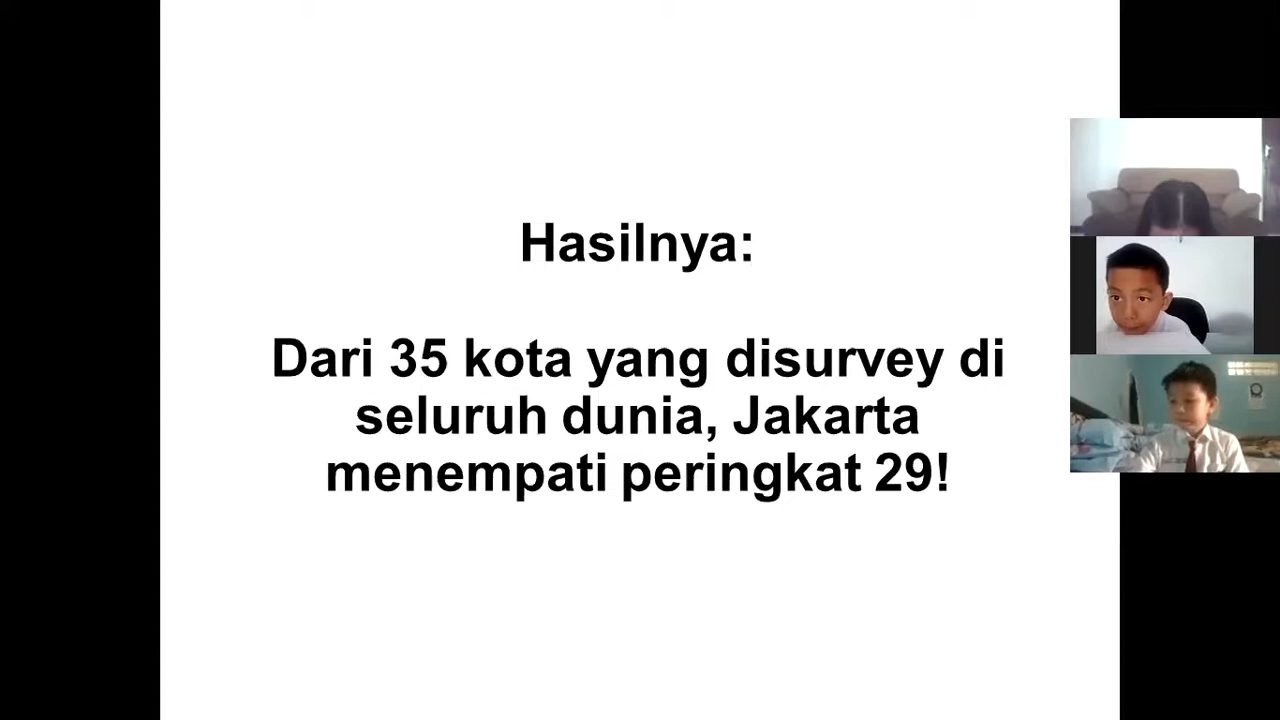 Hasilnya:
Dari 35 kota yang disurvey di
seluruh dunia, Jakarta
menempati peringkat 29!